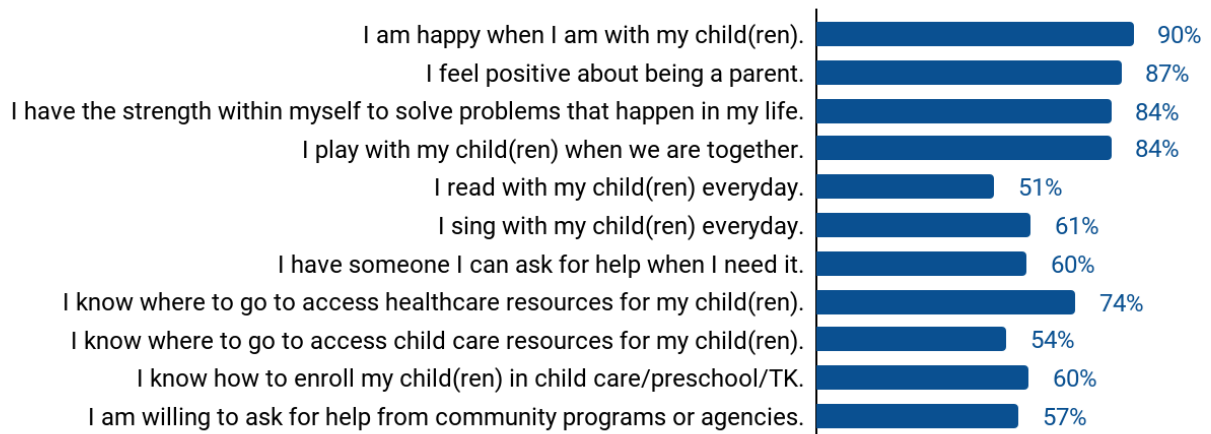 I am happy when I am with my child(ren). 90%
I feel positive about being a parent. 87%
I have the strength within myself to solve problems that happen in my life. 84%
I play with my child(ren) when we are together. 84%
I read with my child(ren) everyday. 51%
I sing with my child(ren) everyday. 61%
I have someone I can ask for help when I need it. 60%
I know where to go to access healthcare resources for my child(ren). 74%
I know where to go to access child care resources for my child(ren). 54%
I know how to enroll my child(ren) in child care/preschool/TK. 60%
I am willing to ask for help from community programs or agencies. 57%